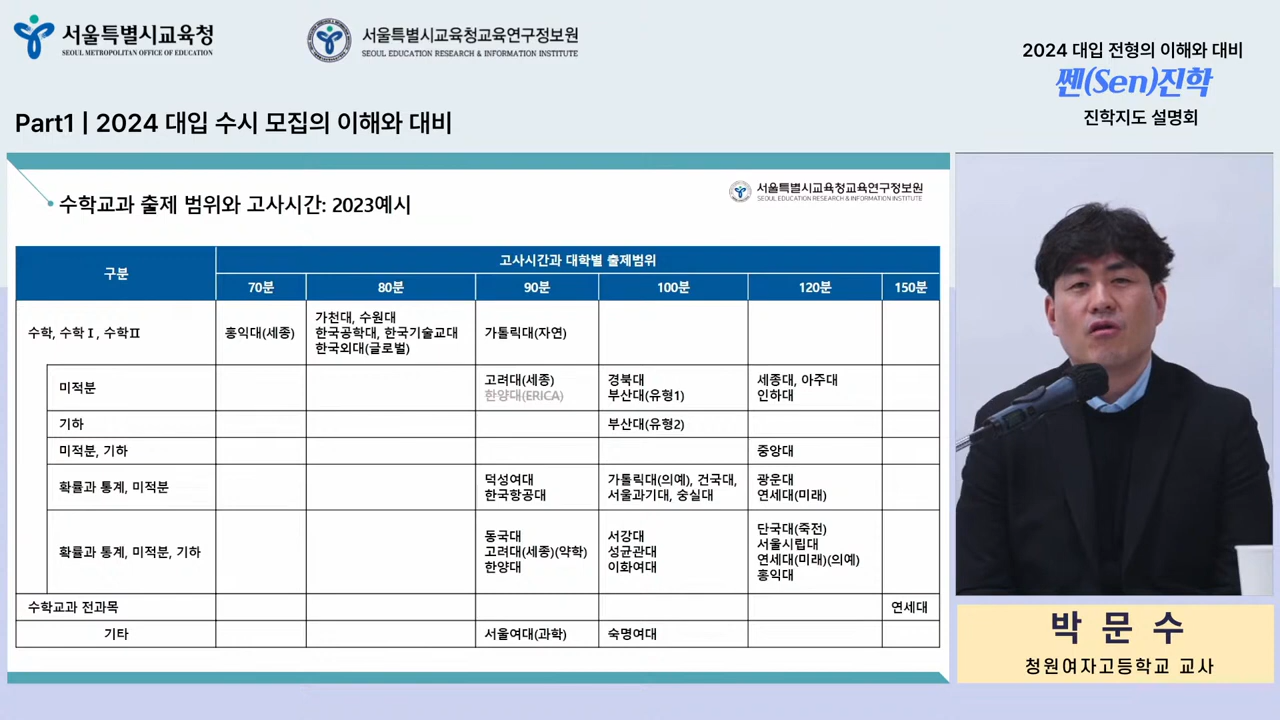 서울특별시교육청
SEOUL METROPOLITAN OFFICE OF EDUCATION
서울특별시교육청교육연구정보원
SEOUL EDUCATION RESEARCH & INFORMATION INSTITUTE
2024 대입 전형의 이해와 대비
쎈(Sen)진학
진학지도 설명회
Part1 | 2024 대입 수시 모집의 이해와 대비
수학교과 출제 범위와 고사시간: 2023예시
서울특별시교육청교육연구정보원
SEOUL EDUCATION RESEARCH & INFORMATION INSTITUTE
구분
고사시간과 대학별 출제범위
70분 80분 90분 100분 120분 150분
수학, 수학Ⅰ, 수학Ⅱ
홍익대(세종)
가천대, 수원대
한국공학대, 한국기술교대
한국외대(글로벌)
가톨릭대(자연)
미적분
고려대(세종)
한양대(ERICA)
경북대
부산대(유형1)
세종대, 아주대
인하대
기하
부산대(유형2)
미적분, 기하
중앙대
확률과 통계, 미적분
덕성여대
한국항공대
가톨릭대(의예), 건국대,
서울과기대, 숭실대
광운대
연세대(미래)
확률과 통계, 미적분, 기하
동국대
고려대(세종)(약학)
한양대
서강대
성균관대
이화여대
단국대(죽전)
서울시립대
연세대(미래)(의예)
홍익대
수학교과 전과목
연세대
기타
서울여대(과학)
숙명여대
박 문 수
청원여자고등학교 교사